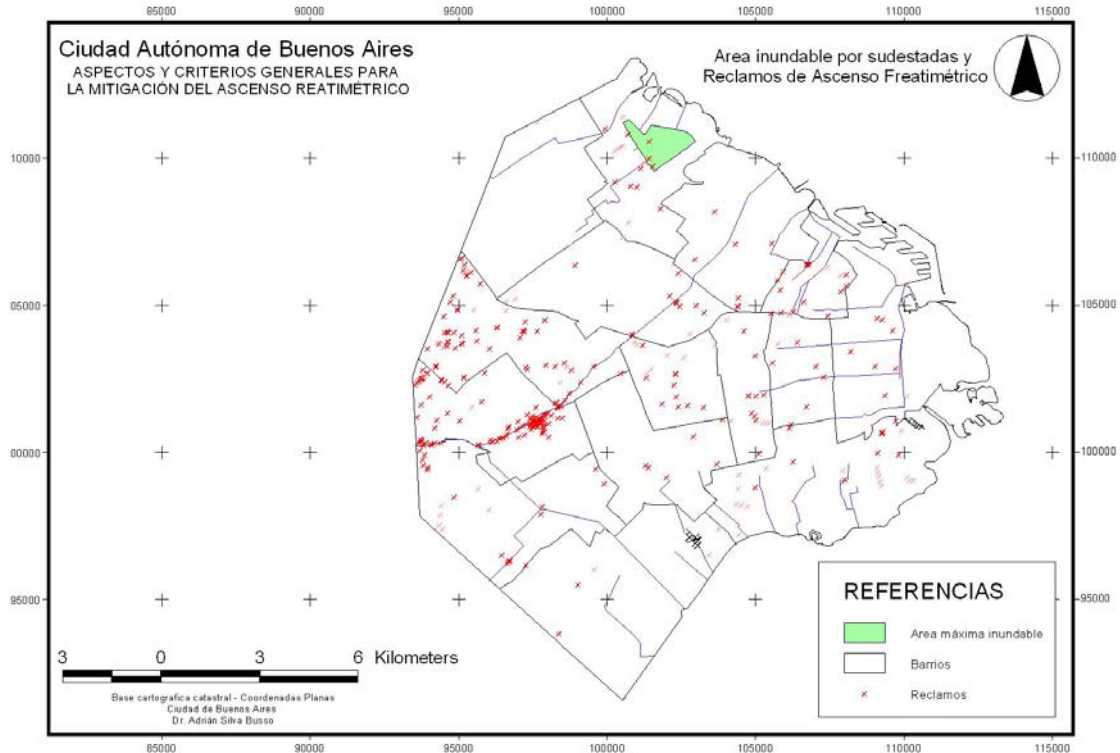 85000 90000 95000 100000 105000 110000 115000
Ciudad Autónoma de Buenos Aires
ASPECTOS Y CRITERIOS GENERALES PARA
LA MITIGACIÓN DEL ASCENSO REATIMÉTRICO
Area inundable por sudestadas y
Reclamos de Ascenso Freatimétrico
10000 110000
05000 105000
00000 100000
95000 95000
REFERENCIAS
Area máxima inundable
Barrios
Reclamos
3 0 3 6 Kilometers
Base cartografica catastral - Coordenadas Planas
Ciudad de Buenos Aires
Dr. Adrián Silva Busso
85000 90000 95000 100000 105000 110000 115000